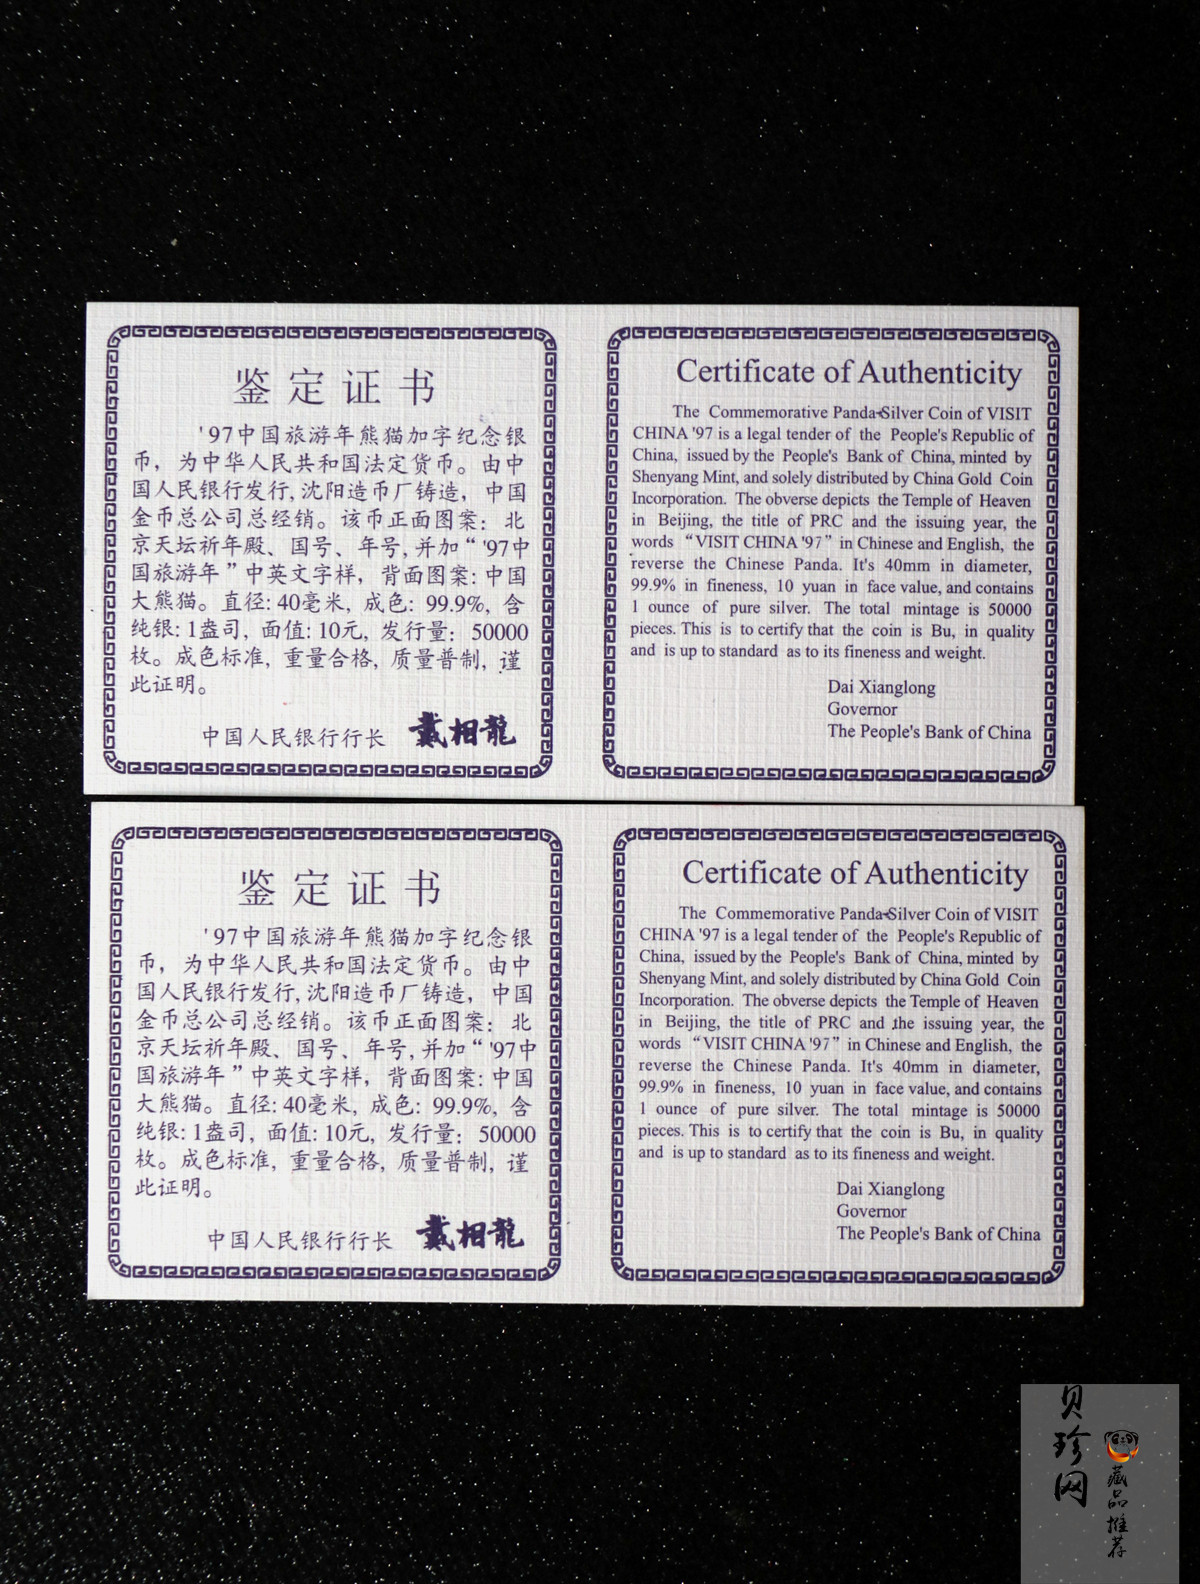 鉴定证书
'97中国旅游年熊猫加字纪念银
币，为中华人民共和国法定货币。由中
国人民银行发行,沈阳造币厂铸造，中国
金币总公司总经销。该币正面图案：北
京天坛祈年殿、国号、年号,并加“'97中
国旅游年”中英文字样，背面图案:中国
大熊猫。直径:40毫米,成色：99.9%,含
纯银:1盎司,面值:10元,发行量：50000
枚。成色标准,重量合格,质量普制,谨
此证明。
中国人民银行行长 戴相龍
Certificate of Authenticity
The Commemorative Panda-Silver Coin of VISIT
CHINA '97 is a legal tender of the People's Republic of
China, issued by the People's Bank of China, minted by
Shenyang Mint, and solely distributed by China Gold Coin
Incorporation. The obverse depicts the Temple of Heaven
in Beijing, the title of PRC and the issuing year, the
words “VISIT CHINA '97” in Chinese and English, the
reverse the Chinese Panda. It's 40mm in diameter,
99.9% in fineness, 10 yuan in face value, and contains
1 ounce of pure silver. The total mintage is 50000
pieces. This is to certify that the coin is Bu, in quality
and is up to standard as to its fineness and weight.
Dai Xianglong
Governor
The People's Bank of China
鉴定证书
'97中国旅游年熊猫加字纪念银
币，为中华人民共和国法定货币。由中
国人民银行发行,沈阳造币厂铸造，中国
金币总公司总经销。该币正面图案：北
京天坛祈年殿、国号、年号,并加“'97中
国旅游年”中英文字样，背面图案:中国
大熊猫。直径:40毫米,成色：99.9%,含
纯银:1盎司,面值:10元,发行量：50000
枚。成色标准,重量合格,质量普制,谨
此证明。
中国人民银行行长 戴相龍
Certificate of Authenticity
The Commemorative Panda-Silver Coin of VISIT
CHINA '97 is a legal tender of the People's Republic of
China, issued by the People's Bank of China, minted by
Shenyang Mint, and solely distributed by China Gold Coin
Incorporation. The obverse depicts the Temple of Heaven
in Beijing, the title of PRC and the issuing year, the
words “VISIT CHINA '97” in Chinese and English, the
reverse the Chinese Panda. It's 40mm in diameter,
99.9% in fineness, 10 yuan in face value, and contains
1 ounce of pure silver. The total mintage is 50000
pieces. This is to certify that the coin is Bu, in quality
and is up to standard as to its fineness and weight.
Dai Xianglong
Governor
The People's Bank of China
贝珍网
藏品推荐